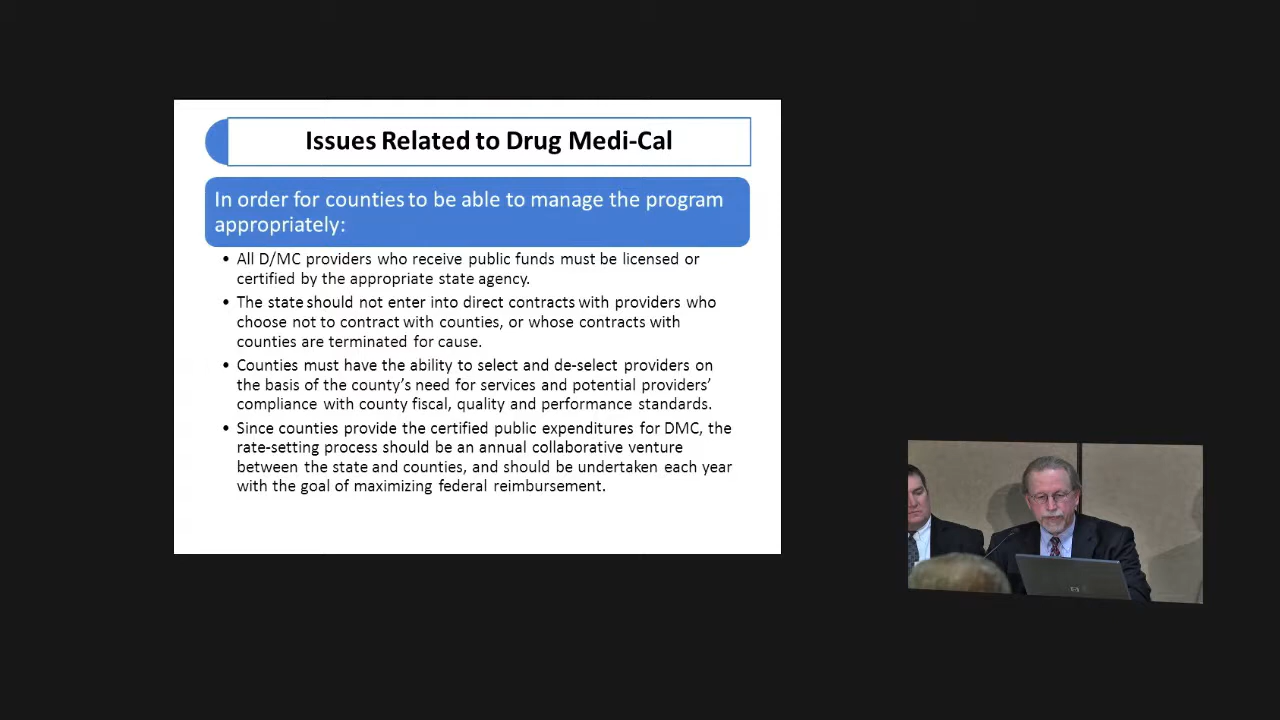 Issues Related to Drug Medi-Cal
In order for counties to be able to manage the program
appropriately:
• All D/MC providers who receive public funds must be licensed or
certified by the appropriate state agency.
• The state should not enter into direct contracts with providers who
choose not to contract with counties, or whose contracts with
counties are terminated for cause.
• Counties must have the ability to select and de-select providers on
the basis of the county’s need for services and potential providers’
compliance with county fiscal, quality and performance standards.
• Since counties provide the certified public expenditures for DMC, the
rate-setting process should be an annual collaborative venture
between the state and counties, and should be undertaken each year
with the goal of maximizing federal reimbursement.